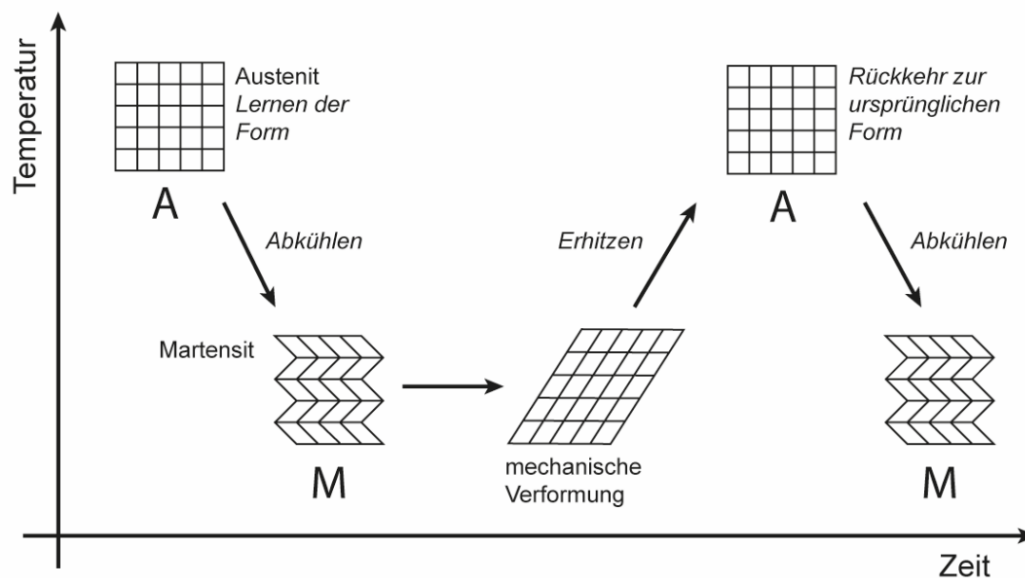 Temperatur
Austenit
Lernen der
Form
A
Abkühlen
Martensit
M
mechanische
Verformung
Erhitzen
Rückkehr zur
ursprünglichen
Form
A
Abkühlen
M
Zeit